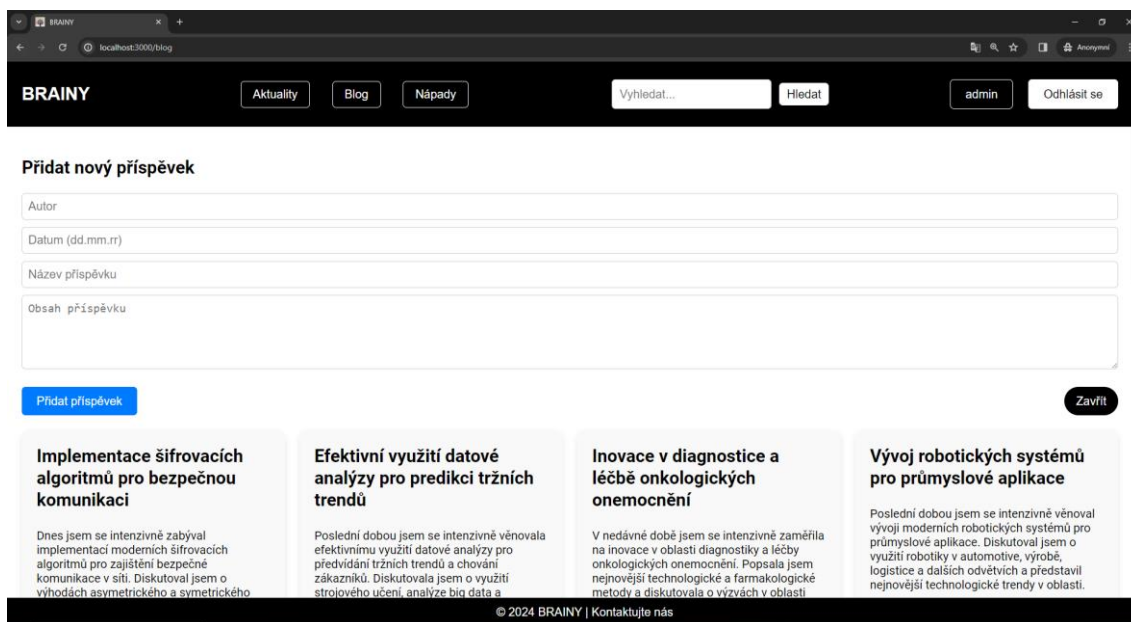 BRAINY
localhost:3000/blog
Anonymní
BRAINY
Aktuality
Blog
Nápady
Vyhledat...
Hledat
admin
Odhlásit se
Přidat nový příspěvek
Autor
Datum (dd.mm.rr)
Název příspěvku
Obsah příspěvku
Přidat příspěvek
Zavřít
Implementace šifrovacích
algoritmů pro bezpečnou
komunikaci
Dnes jsem se intenzivně zabýval
implementací moderních šifrovacích
algoritmů pro zajištění bezpečné
komunikace v síti. Diskutoval jsem o
výhodách asymetrického a symetrického
Efektivní využití datové
analýzy pro predikci tržních
trendů
Poslední dobou jsem se intenzivně věnovala
efektivnímu využití datové analýzy pro
předvídání tržních trendů a chování
zákazníků. Diskutovala jsem o využití
strojového učení, analýze big data a
Inovace v diagnostice a
léčbě onkologických
onemocnění
V nedávné době jsem se intenzivně zaměřila
na inovace v oblasti diagnostiky a léčby
onkologických onemocnění. Popsala jsem
nejnovější technologické a farmakologické
metody a diskutovala o výzvách v oblasti
Vývoj robotických systémů
pro průmyslové aplikace
Poslední dobou jsem se intenzivně věnoval
vývoji moderních robotických systémů pro
průmyslové aplikace. Diskutoval jsem o
využití robotiky v automotive, výrobě,
logistice a dalších odvětvích a představil
nejnovější technologické trendy v oblasti.
© 2024 BRAINY | Kontaktujte nás